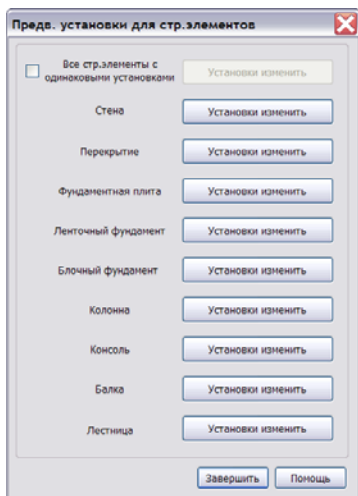 Предв. установки для стр.элементов
Все стр.элементы с
одинаковыми установками
Установки изменить
Стена Установки изменить
Перекрытие Установки изменить
Фундаментная плита Установки изменить
Ленточный фундамент Установки изменить
Блочный фундамент Установки изменить
Колонна Установки изменить
Консоль Установки изменить
Балка Установки изменить
Лестница Установки изменить
Завершить Помощь